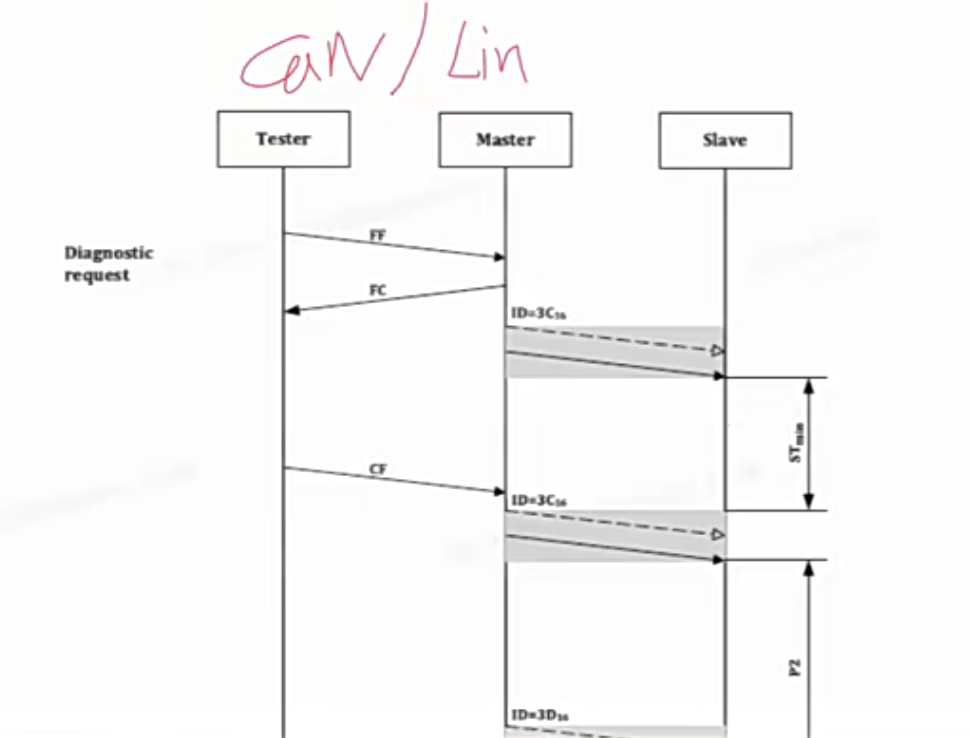 CaN / Lin
Tester Master Slave
FF
Diagnostic
request
FC
ID=3C₁₆
STmin
CF
ID=3C₁₆
P2
ID=3D₁₆